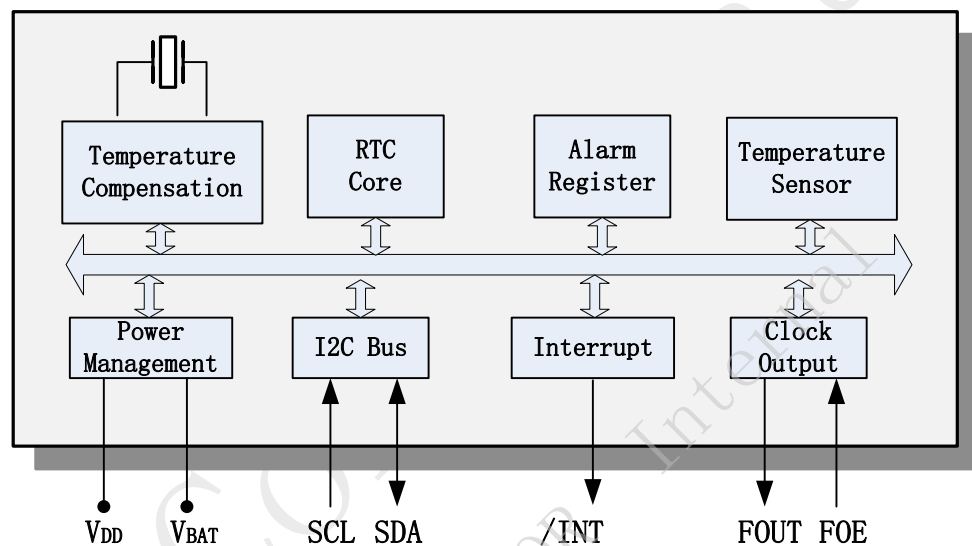 Temperature
Compensation
RTC
Core
Alarm
Register
Temperature
Sensor
Power
Management
I2C Bus
Interrupt
Clock
Output
VDD
VBAT
SCL
SDA
/INT
FOUT
FOE
Internal